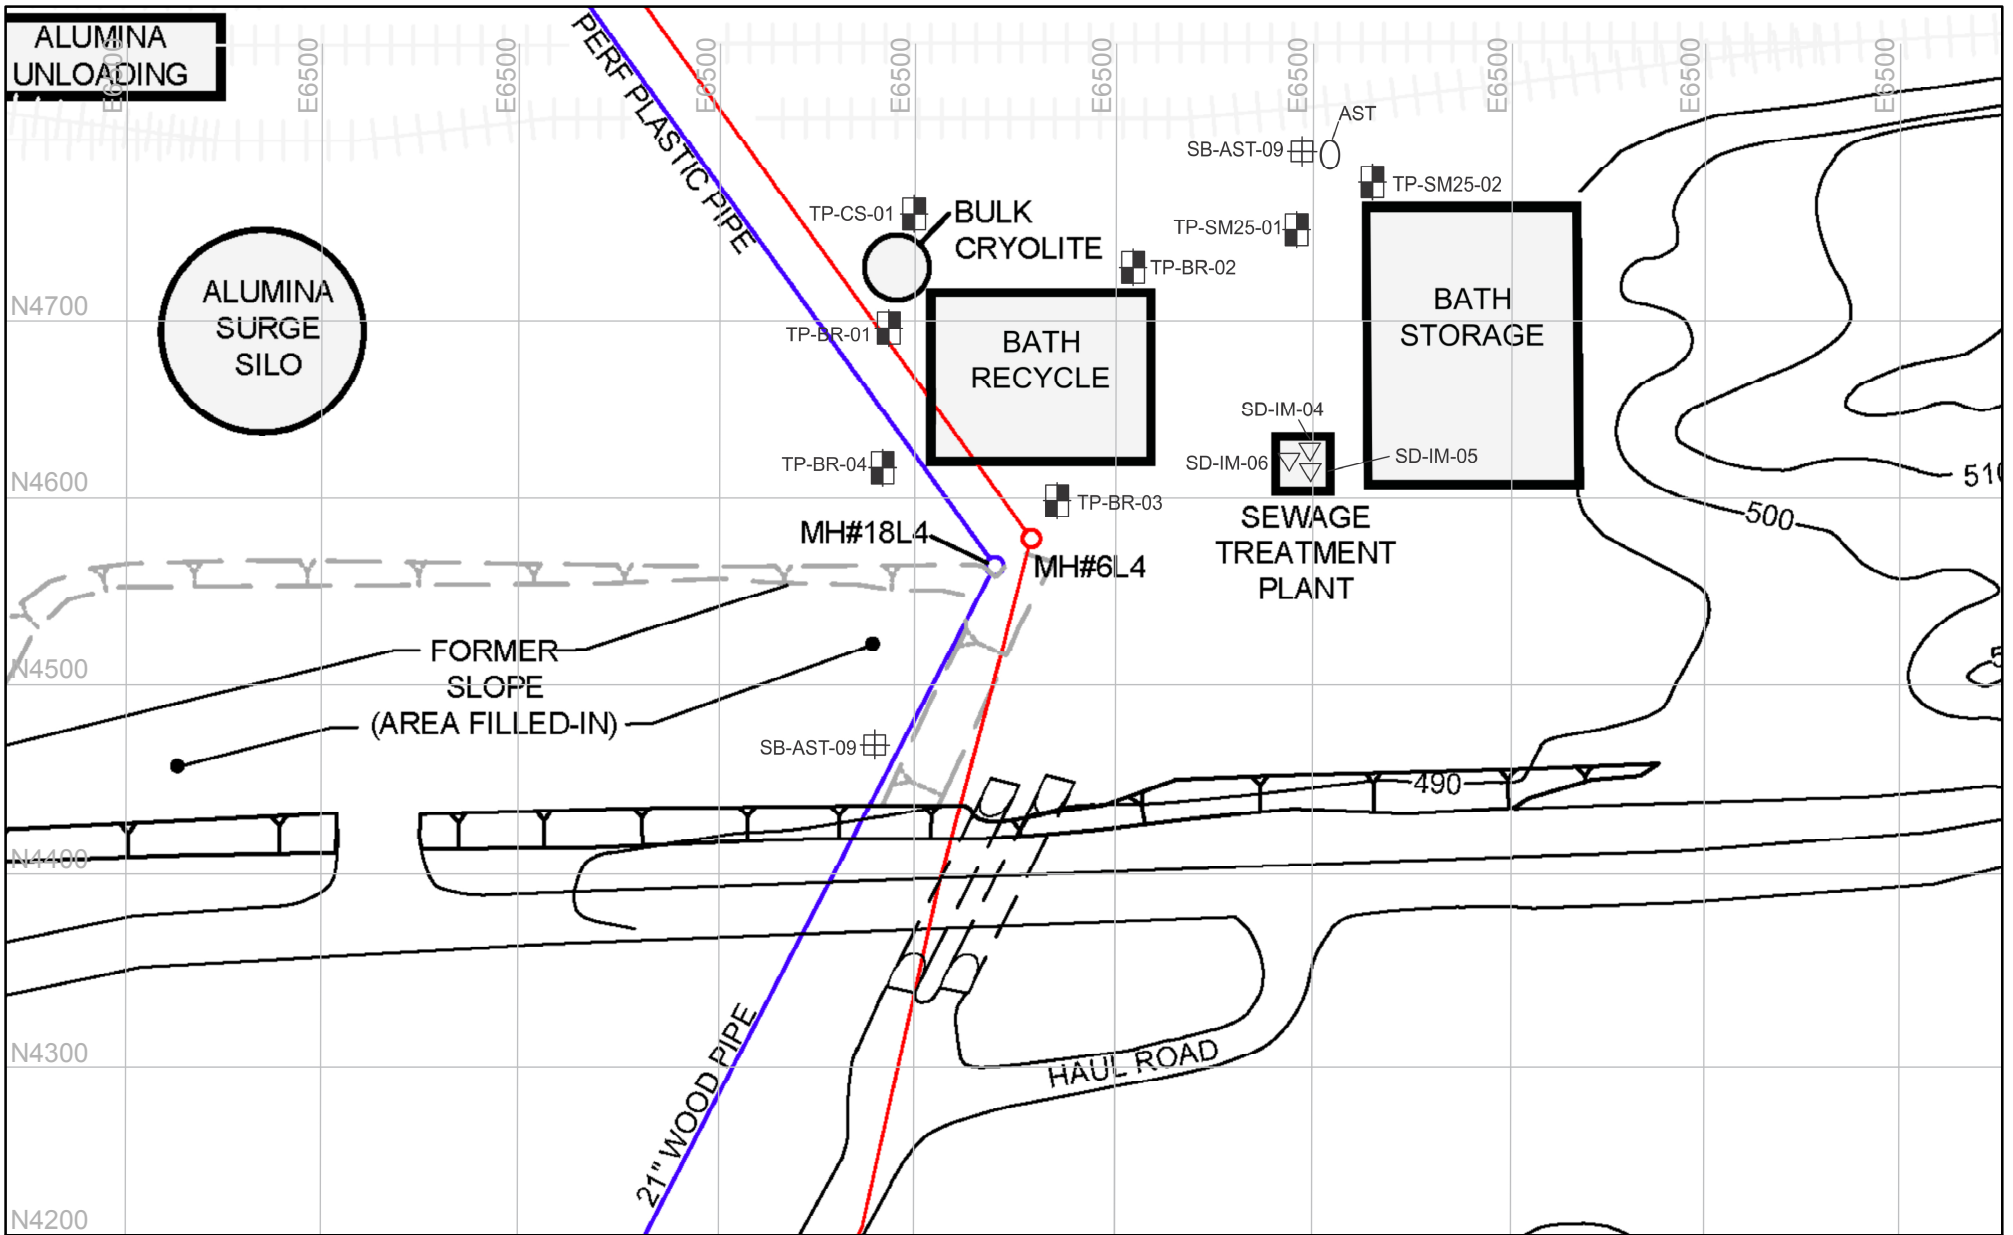 ALUMINA
UNLOADING
E6500
E6500
E6500
E6500
E6500
E6500
E6500
E6500
E6500
E6500
PERF PLASTIC PIPE
AST
SB-AST-09
TP-SM25-02
TP-CS-01
BULK
CRYOLITE
TP-SM25-01
TP-BR-02
ALUMINA
SURGE
SILO
N4700
TP-BR-01
BATH
RECYCLE
BATH
STORAGE
SD-IM-04
TP-BR-04
SD-IM-06
SD-IM-05
510
N4600
TP-BR-03
500
SEWAGE
TREATMENT
PLANT
MH#18L4
MH#6L4
FORMER
SLOPE
(AREA FILLED-IN)
N4500
5
SB-AST-09
490
N4400
N4300
21" WOOD PIPE
HAUL ROAD
N4200